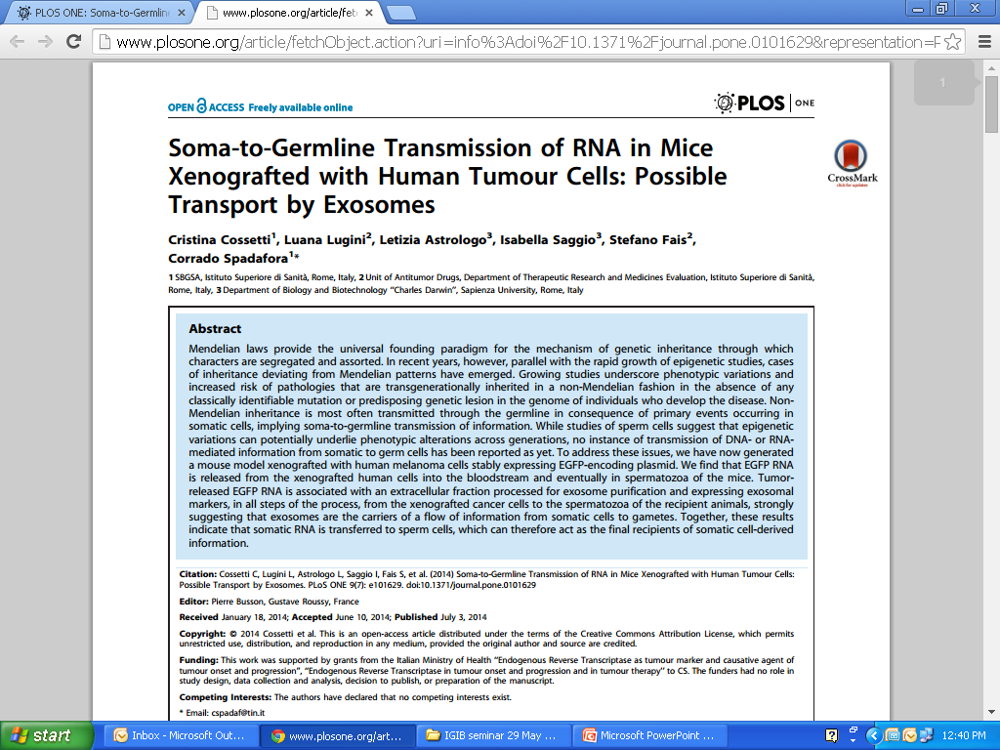 PLOS ONE: Soma-to-Germlin
www.plosone.org/article/fet
www.plosone.org/article/fetchObject.action?uri=info%3Adoi%2F10.1371%2Fjournal.pone.0101629&representation=P
1
OPEN ACCESS Freely available online
PLOS ONE
Soma-to-Germline Transmission of RNA in Mice
Xenografted with Human Tumour Cells: Possible
Transport by Exosomes
CrossMark
click for updates
Cristina Cossetti1, Luana Lugini2, Letizia Astrologo3, Isabella Saggio3, Stefano Fais2,
Corrado Spadafora1*
1 SBGSA, Istituto Superiore di Sanità, Rome, Italy, 2 Unit of Antitumor Drugs, Department of Therapeutic Research and Medicines Evaluation, Istituto Superiore di Sanità,
Rome, Italy, 3 Department of Biology and Biotechnology “Charles Darwin”, Sapienza University, Rome, Italy
Abstract
Mendelian laws provide the universal founding paradigm for the mechanism of genetic inheritance through which
characters are segregated and assorted. In recent years, however, parallel with the rapid growth of epigenetic studies, cases
of inheritance deviating from Mendelian patterns have emerged. Growing studies underscore phenotypic variations and
increased risk of pathologies that are transgenerationally inherited in a non-Mendelian fashion in the absence of any
classically identifiable mutation or predisposing genetic lesion in the genome of individuals who develop the disease. Non-
Mendelian inheritance is most often transmitted through the germline in consequence of primary events occurring in
somatic cells, implying soma-to-germline transmission of information. While studies of sperm cells suggest that epigenetic
variations can potentially underlie phenotypic alterations across generations, no instance of transmission of DNA- or RNA-
mediated information from somatic to germ cells has been reported as yet. To address these issues, we have now generated
a mouse model xenografted with human melanoma cells stably expressing EGFP-encoding plasmid. We find that EGFP RNA
is released from the xenografted human cells into the bloodstream and eventually in spermatozoa of the mice. Tumor-
released EGFP RNA is associated with an extracellular fraction processed for exosome purification and expressing exosomal
markers, in all steps of the process, from the xenografted cancer cells to the spermatozoa of the recipient animals, strongly
suggesting that exosomes are the carriers of a flow of information from somatic cells to gametes. Together, these results
indicate that somatic RNA is transferred to sperm cells, which can therefore act as the final recipients of somatic cell-derived
information.
Citation: Cossetti C, Lugini L, Astrologo L, Saggio I, Fais S, et al. (2014) Soma-to-Germline Transmission of RNA in Mice Xenografted with Human Tumour Cells:
Possible Transport by Exosomes. PLoS ONE 9(7): e101629. doi:10.1371/journal.pone.0101629
Editor: Pierre Busson, Gustave Roussy, France
Received January 18, 2014; Accepted June 10, 2014; Published July 3, 2014
Copyright: © 2014 Cossetti et al. This is an open-access article distributed under the terms of the Creative Commons Attribution License, which permits
unrestricted use, distribution, and reproduction in any medium, provided the original author and source are credited.
Funding: This work was supported by grants from the Italian Ministry of Health “Endogenous Reverse Transcriptase as tumour marker and causative agent of
tumour onset and progression”, “Endogenous Reverse Transcriptase in tumour onset and progression and in tumour therapy” to CS. The funders had no role in
study design, data collection and analysis, decision to publish, or preparation of the manuscript.
Competing Interests: The authors have declared that no competing interests exist.
* Email: cspadaf@tin.it
start
Inbox - Microsoft Out...
www.plosone.org/art...
IGIB seminar 29 May ...
Microsoft PowerPoint ...
12:40 PM